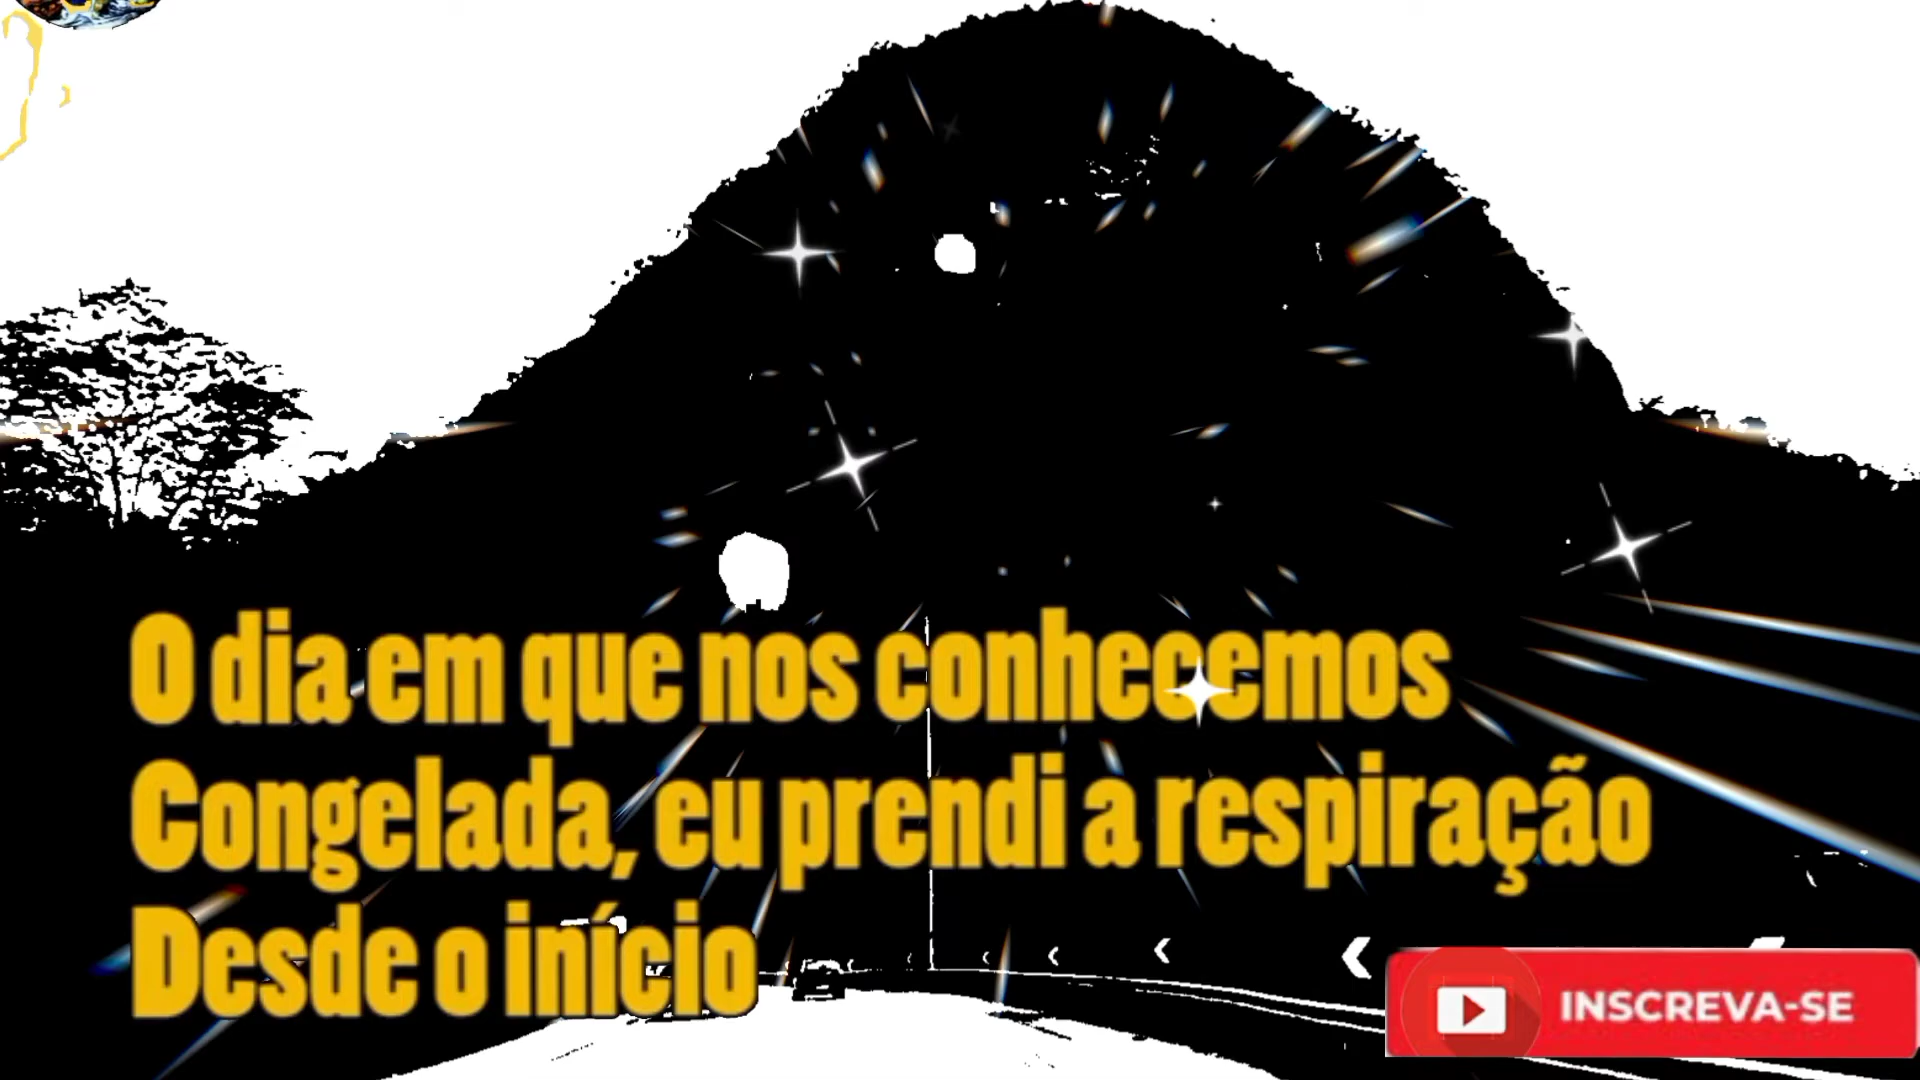 O dia em que nos conhecemos
Congelada, eu prendi a respiração
Desde o início
INSCREVA-SE